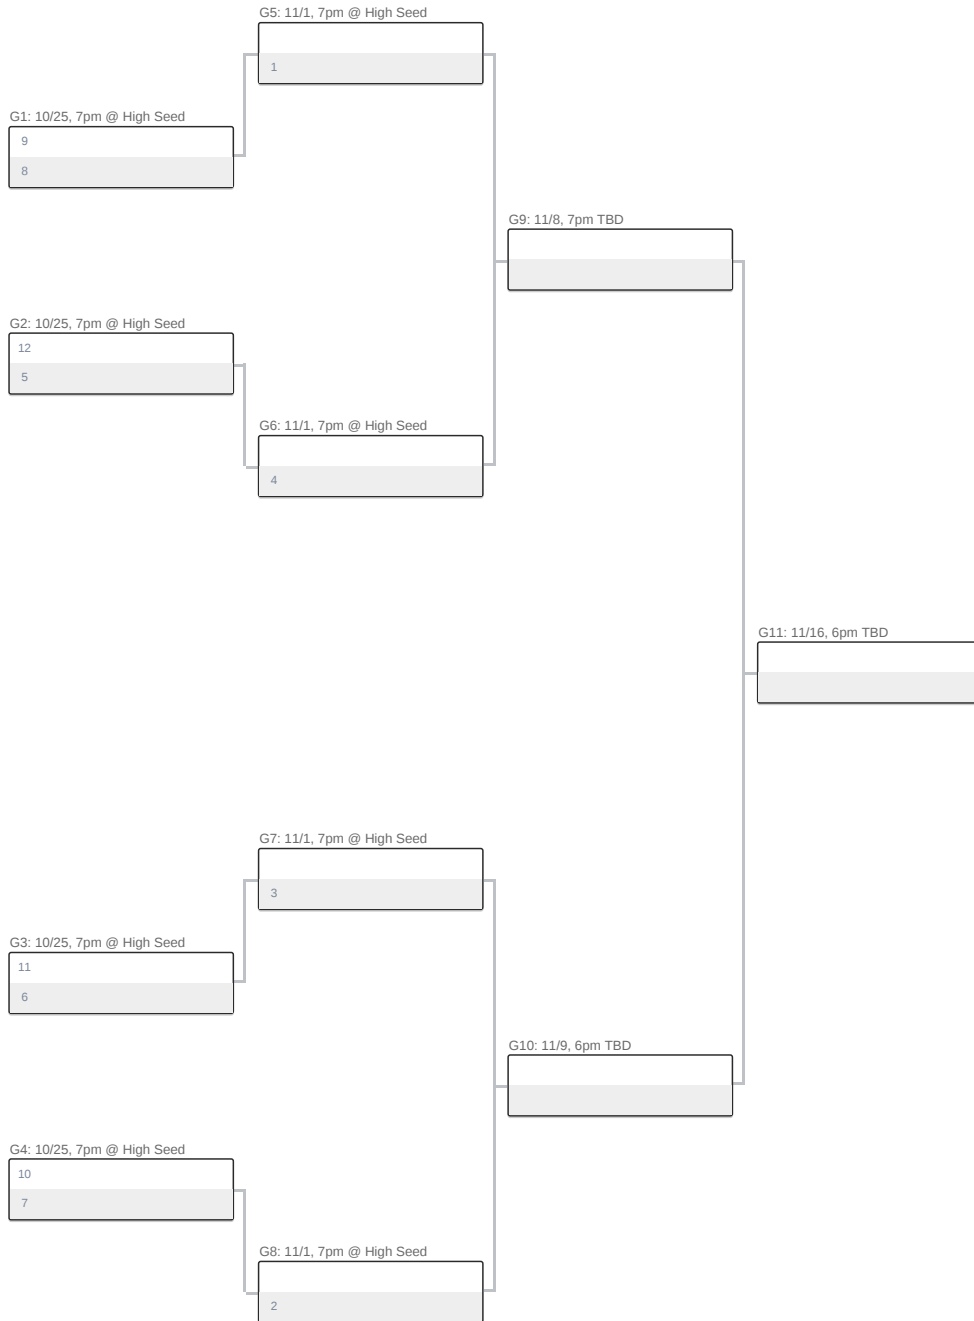 G5: 11/1, 7pm @ High Seed
1
G1: 10/25, 7pm @ High Seed
9
8
G9: 11/8, 7pm TBD
G2: 10/25, 7pm @ High Seed
12
5
G6: 11/1, 7pm @ High Seed
4
G11: 11/16, 6pm TBD
G7: 11/1, 7pm @ High Seed
3
G3: 10/25, 7pm @ High Seed
11
6
G10: 11/9, 6pm TBD
G4: 10/25, 7pm @ High Seed
10
7
G8: 11/1, 7pm @ High Seed
2